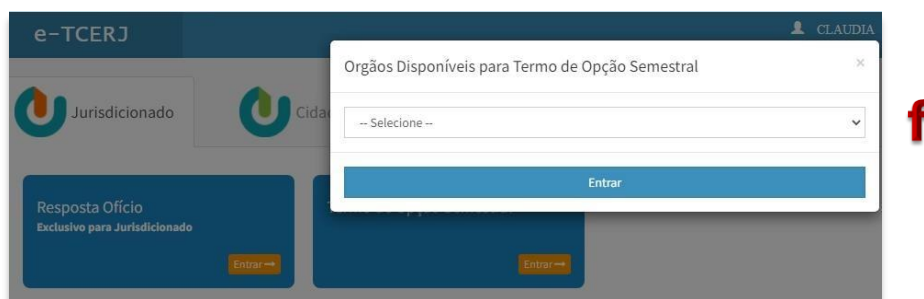 e-TCERJ
CLAUDIA
Orgãos Disponíveis para Termo de Opção Semestral
×
Jurisdicionado
Cida
-- Selecione --
f
Entrar
Resposta Ofício
Exclusivo para Jurisdicionado
Entrar
Entrar